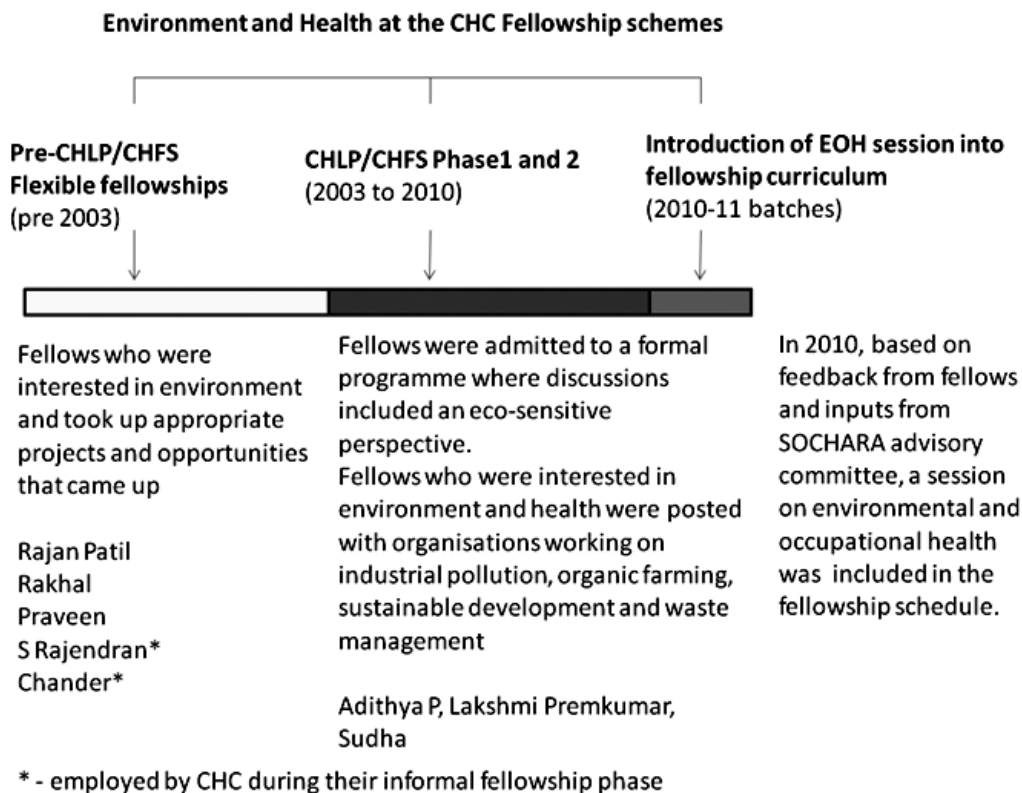 Environment and Health at the CHC Fellowship schemes
Pre-CHLP/CHFS
Flexible fellowships
(pre 2003)
CHLP/CHFS Phase1 and 2
(2003 to 2010)
Introduction of EOH session into
fellowship curriculum
(2010-11 batches)
Fellows who were
interested in environment
and took up appropriate
projects and opportunities
that came up
Rajan Patil
Rakhal
Praveen
S Rajendran*
Chander*
Fellows were admitted to a formal
programme where discussions
included an eco-sensitive
perspective.
Fellows who were interested in
environment and health were posted
with organisations working on
industrial pollution, organic farming,
sustainable development and waste
management
Adithya P, Lakshmi Premkumar,
Sudha
In 2010, based on
feedback from fellows
and inputs from
SOCHARA advisory
committee, a session
on environmental and
occupational health
was included in the
fellowship schedule.
* - employed by CHC during their informal fellowship phase